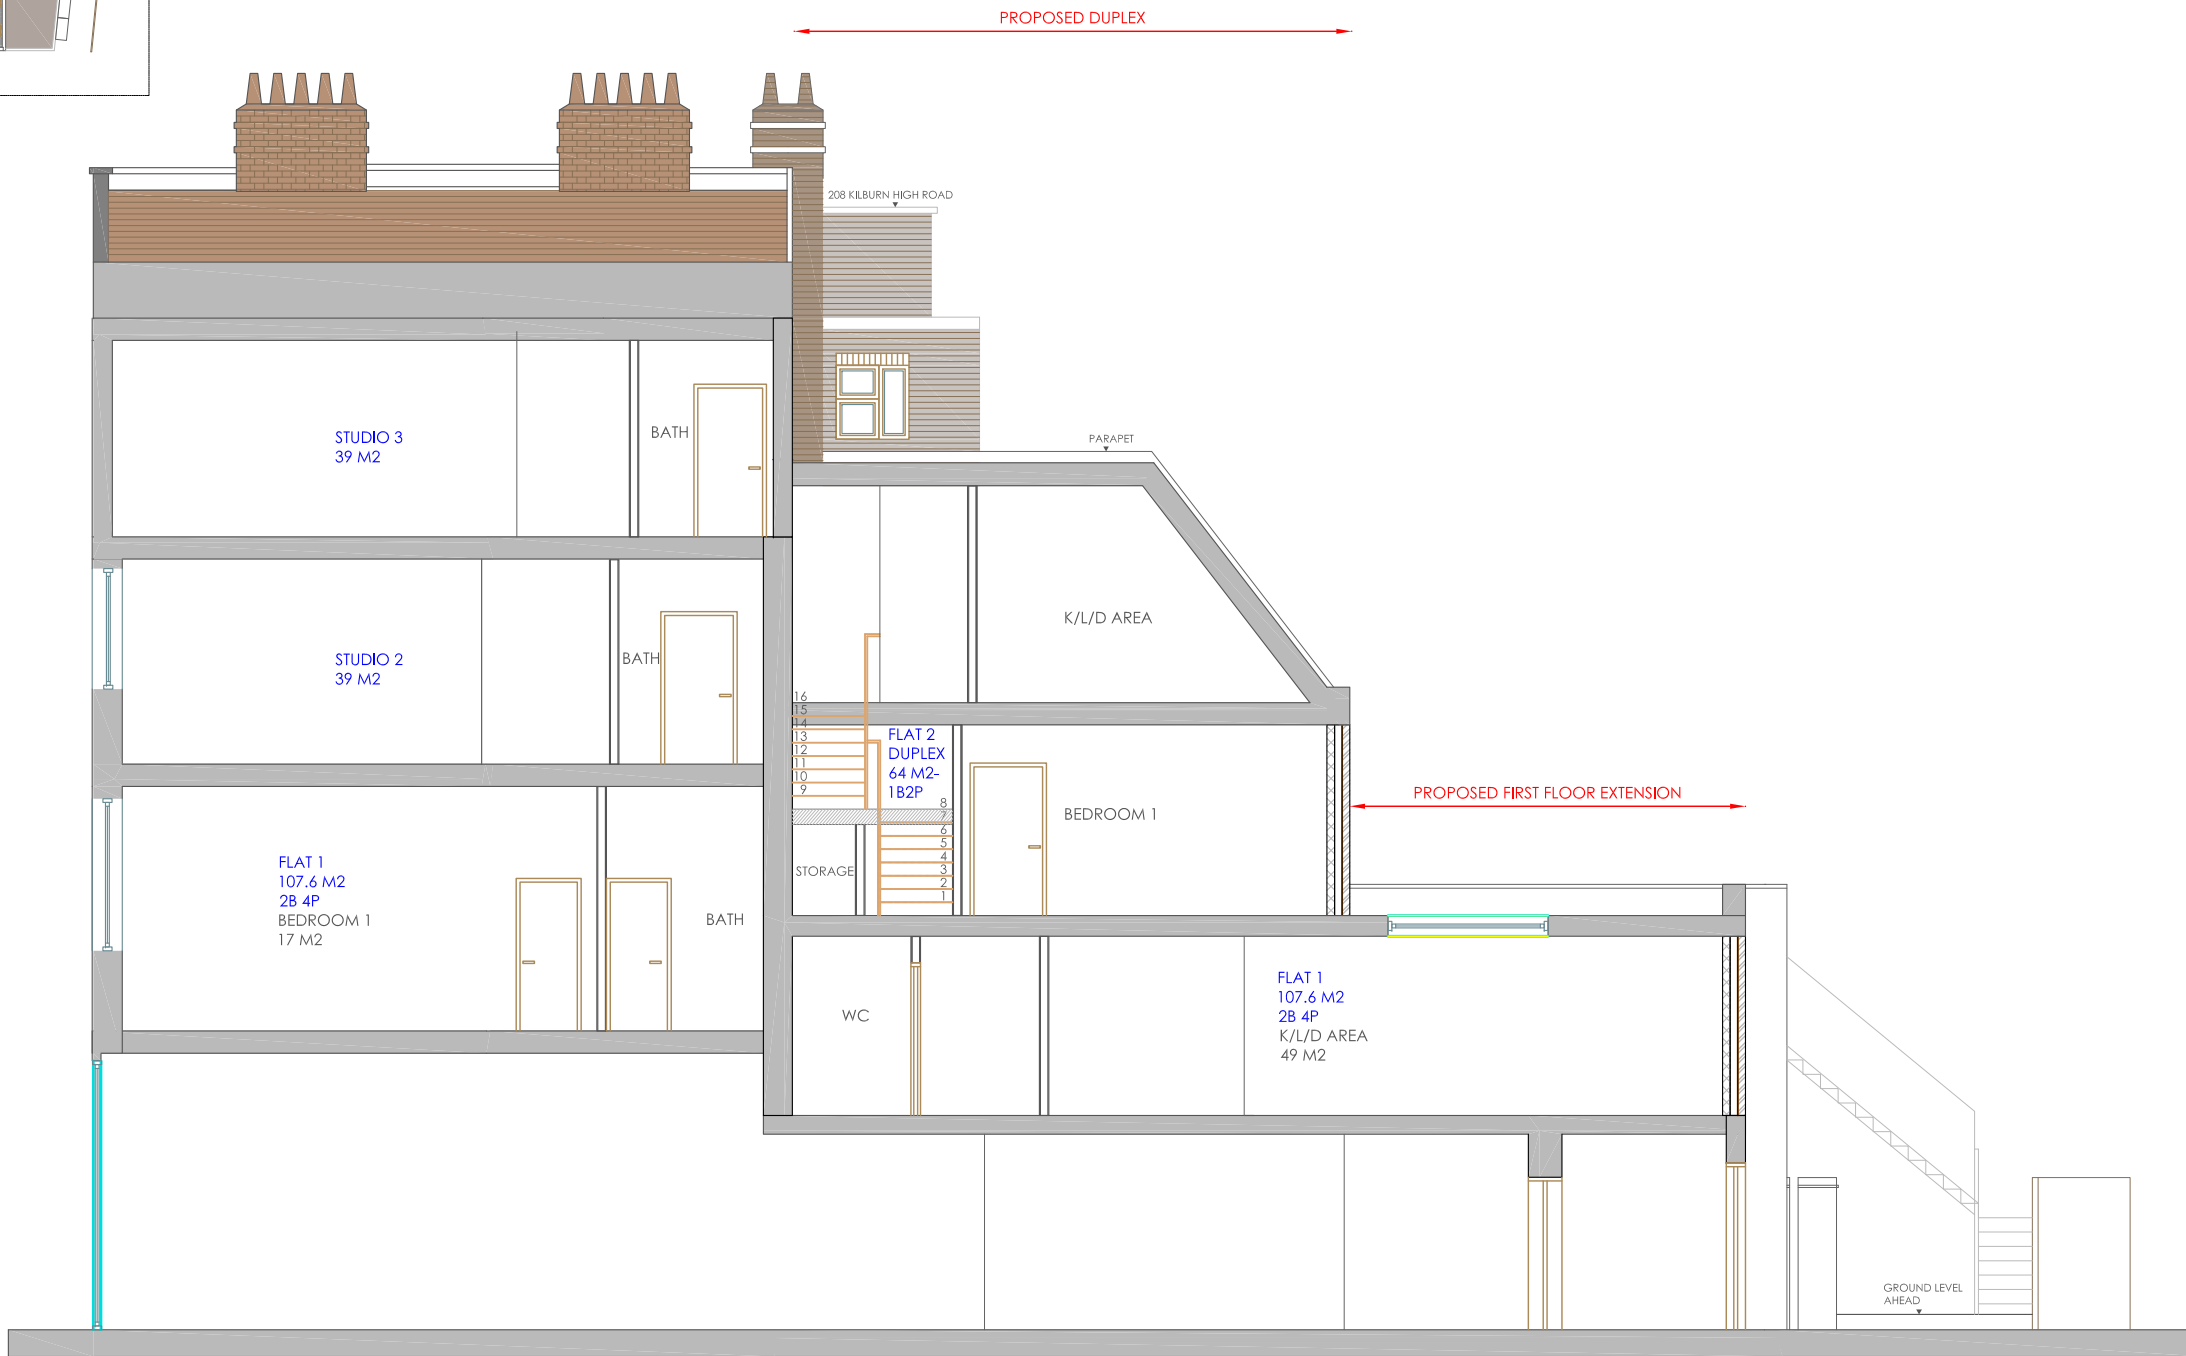 PROPOSED DUPLEX
208 KILBURN HIGH ROAD
PARAPET
STUDIO 3
39 M2
BATH
K/L/D AREA
STUDIO 2
39 M2
BATH
16
15
14
13
12
11
10
9
FLAT 2
DUPLEX
64 M2-
1B2P
8
7
6
5
4
3
2
1
STORAGE
BEDROOM 1
PROPOSED FIRST FLOOR EXTENSION
FLAT 1
107.6 M2
2B 4P
BEDROOM 1
17 M2
BATH
WC
FLAT 1
107.6 M2
2B 4P
K/L/D AREA
49 M2
GROUND LEVEL
AHEAD